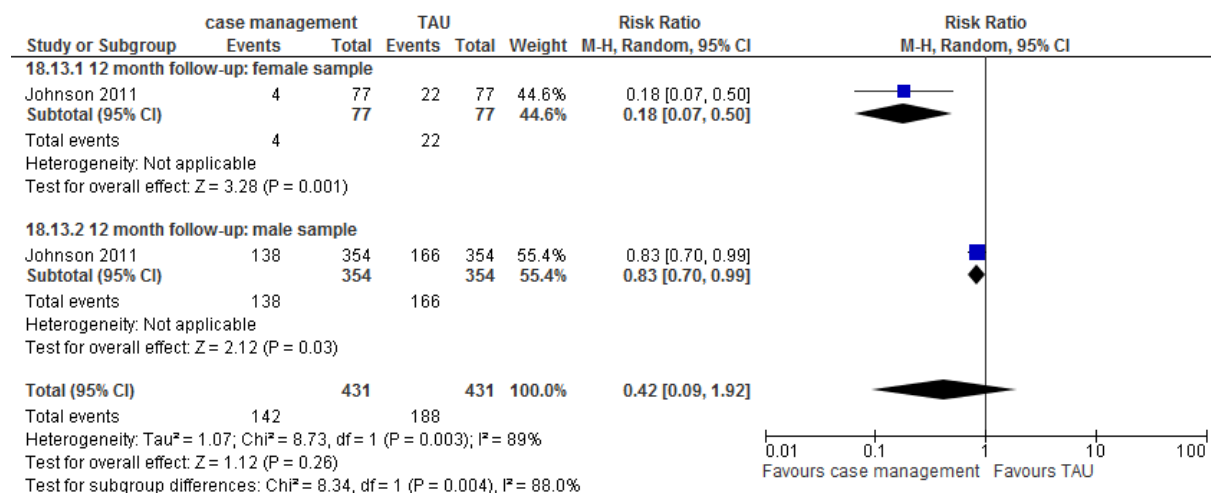 case management TAU Risk Ratio Risk Ratio
Study or Subgroup Events Total Events Total Weight M-H, Random, 95% CI M-H, Random, 95% CI
18.13.1 12 month follow-up: female sample
Johnson 2011 4 77 22 77 44.6% 0.18 [0.07, 0.50]
Subtotal (95% CI) 77 77 44.6% 0.18 [0.07, 0.50]
Total events 4 22
Heterogeneity: Not applicable
Test for overall effect: Z = 3.28 (P = 0.001)
18.13.2 12 month follow-up: male sample
Johnson 2011 138 354 166 354 55.4% 0.83 [0.70, 0.99]
Subtotal (95% CI) 354 354 55.4% 0.83 [0.70, 0.99]
Total events 138 166
Heterogeneity: Not applicable
Test for overall effect: Z = 2.12 (P = 0.03)
Total (95% CI) 431 431 100.0% 0.42 [0.09, 1.92]
Total events 142 188
Heterogeneity: Tau² = 1.07; Chi² = 8.73, df = 1 (P = 0.003); I² = 89%
Test for overall effect: Z = 1.12 (P = 0.26)
Test for subgroup differences: Chi² = 8.34, df = 1 (P = 0.004), I² = 88.0%
0.01 0.1 1 10 100
Favours case management Favours TAU